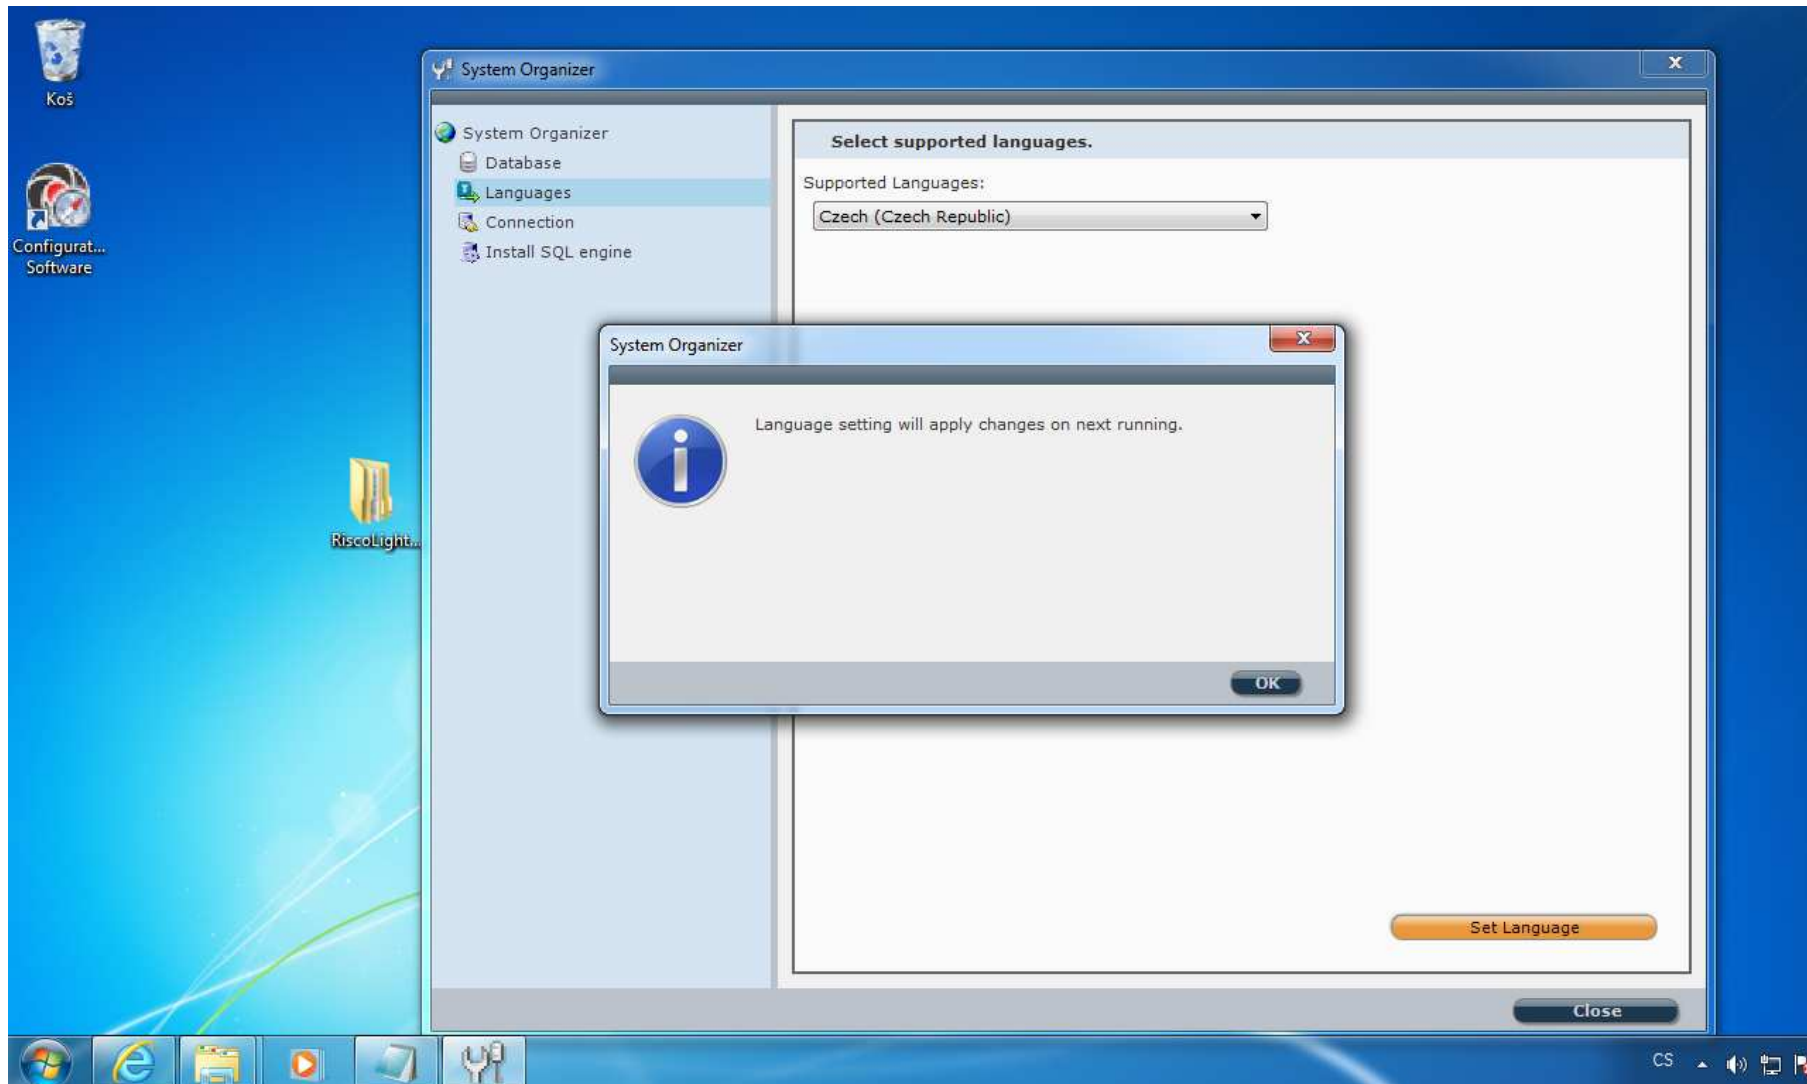 Koš
Configurat...
Software
RiscoLight...
System Organizer
System Organizer
Database
Languages
Connection
Install SQL engine
Select supported languages.
Supported Languages:
Czech (Czech Republic)
System Organizer
Language setting will apply changes on next running.
OK
Set Language
Close
CS